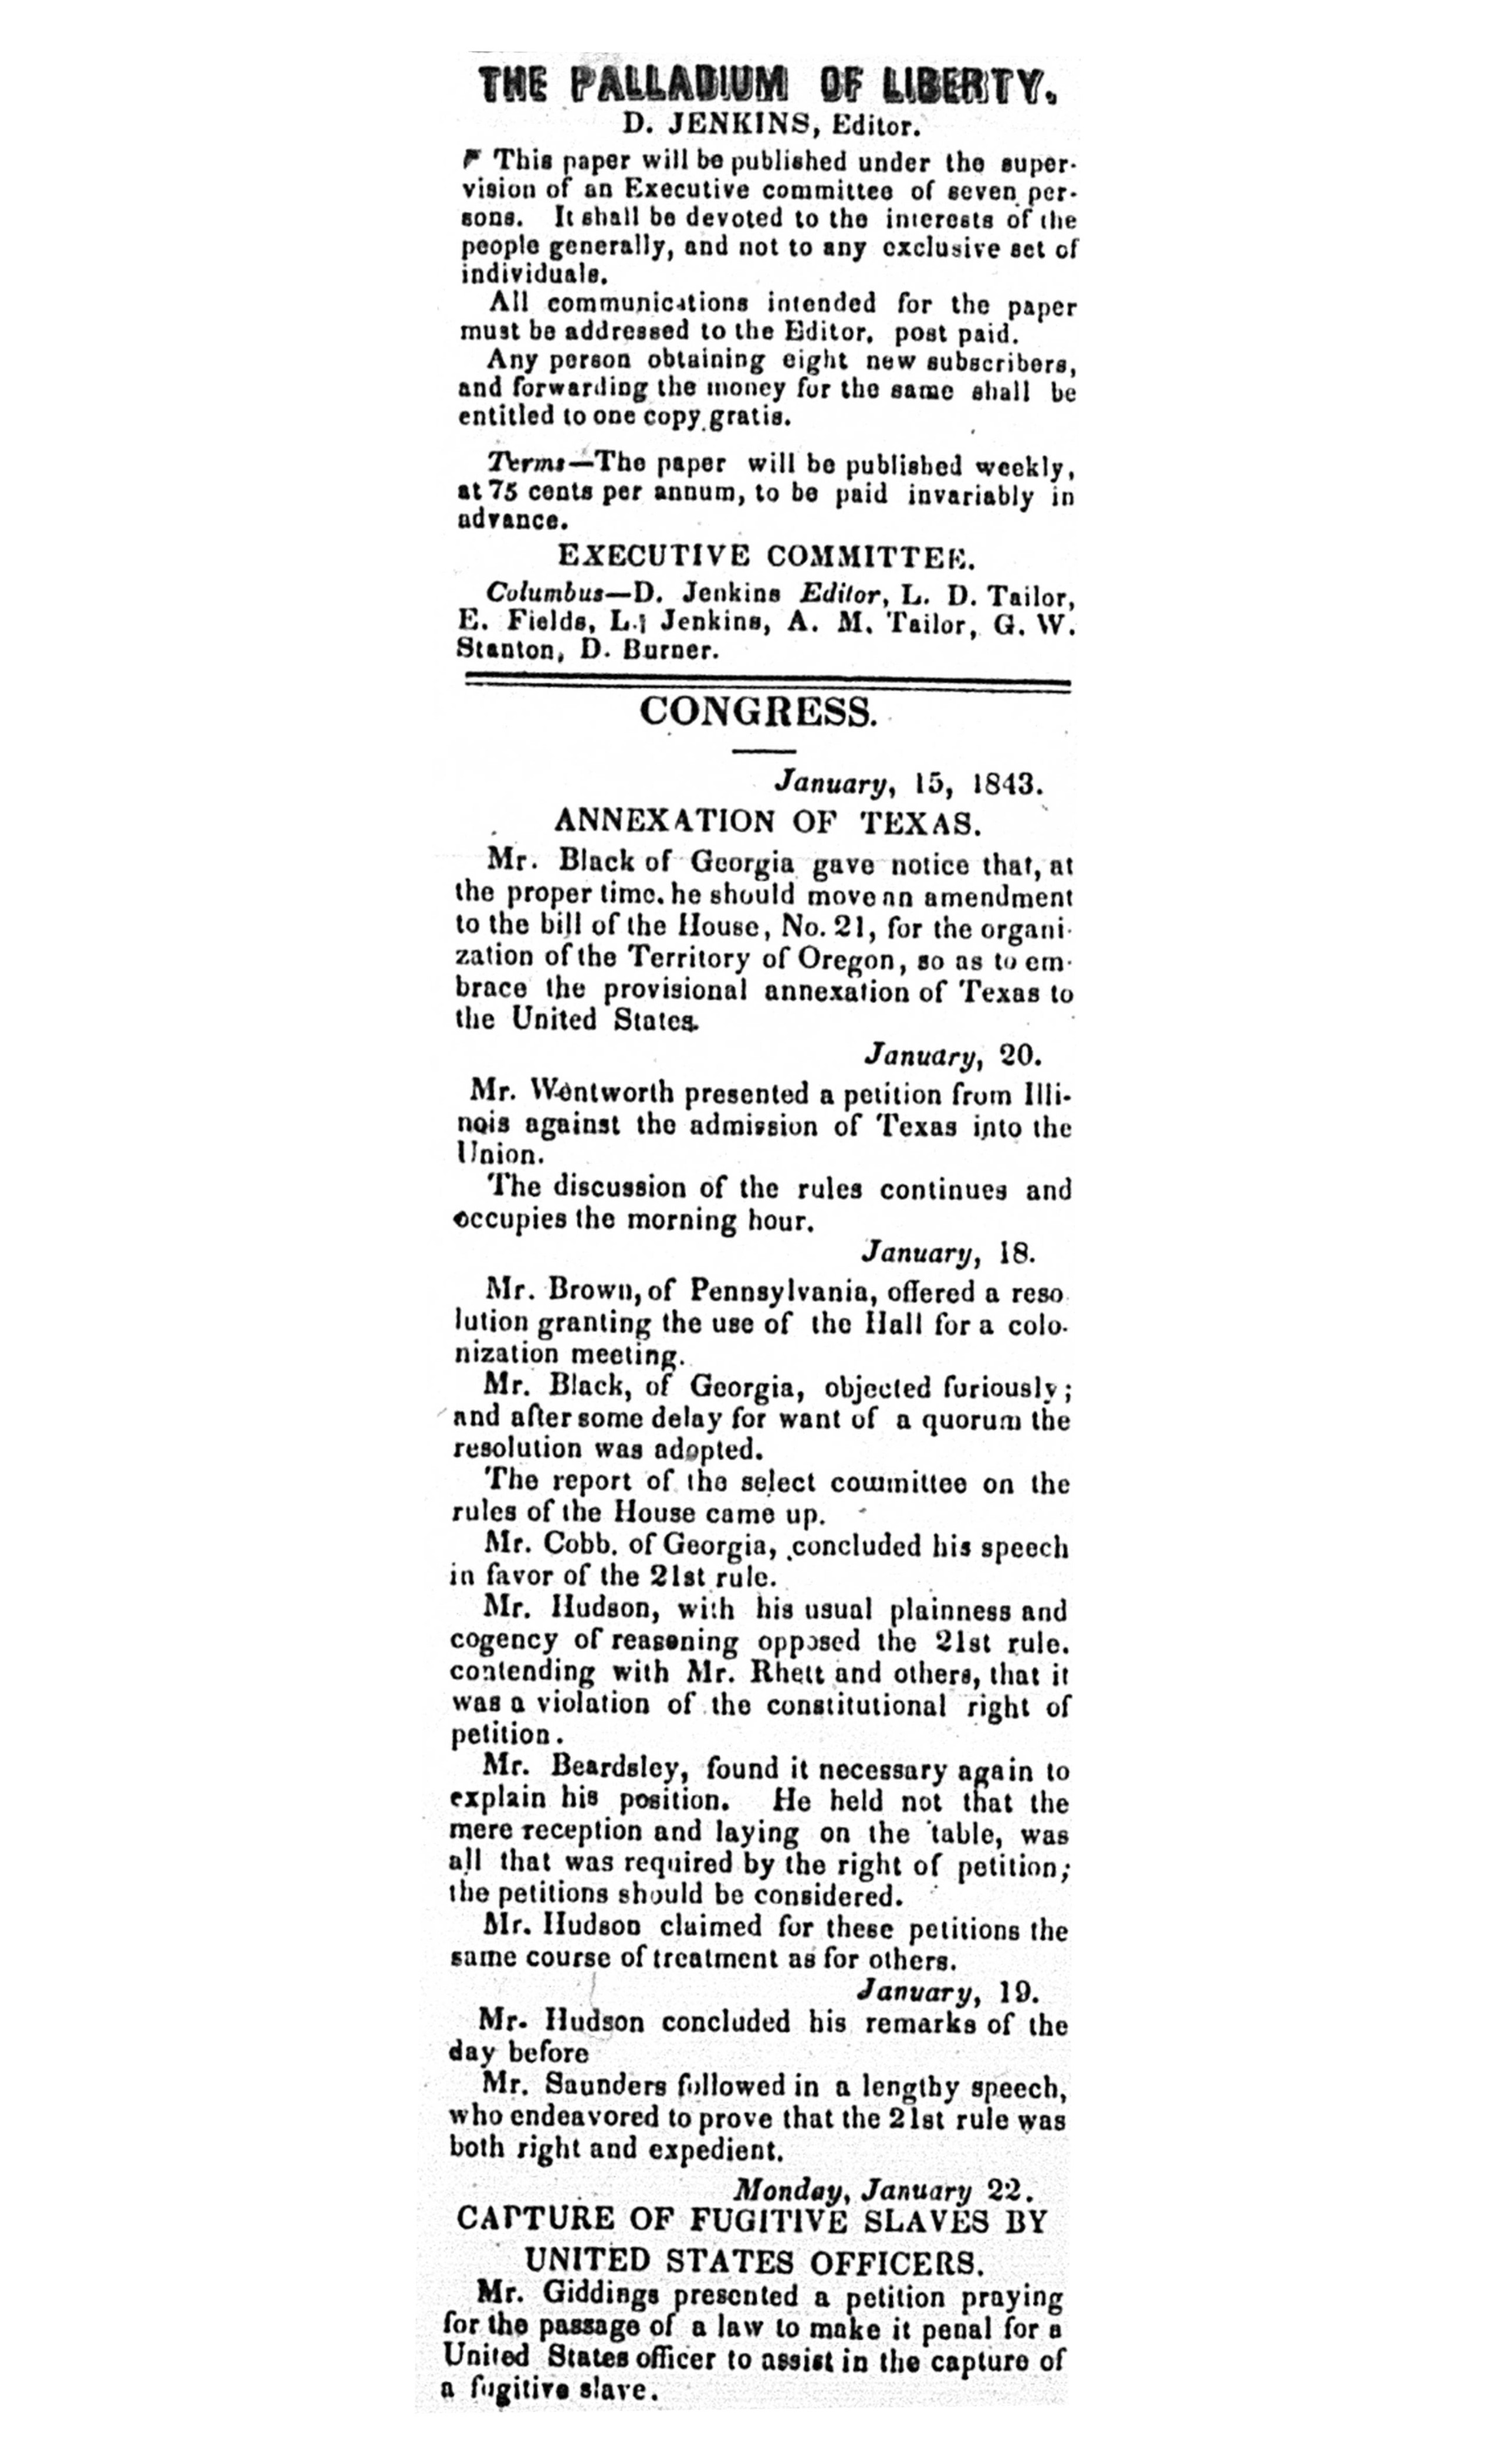 THE PALLADIUM OF LIBERTY.
D. JENKINS, Editor.
☛ This paper will be published under the super-
vision of an Executive committee of seven per-
sons. It shall be devoted to the interests of the
people generally, and not to any exclusive set of
individuals.
All communications intended for the paper
must be addressed to the Editor, post paid.
Any person obtaining eight new subscribers,
and forwarding the money for the same shall be
entitled to one copy gratis.
Terms—The paper will be published weekly,
at 75 cents per annum, to be paid invariably in
advance.
EXECUTIVE COMMITTEE.
Columbus—D. Jenkins Editor, L. D. Tailor,
E. Fields, L. Jenkins, A. M. Tailor, G. W.
Stanton, D. Burner.
CONGRESS.
January, 15, 1843.
ANNEXATION OF TEXAS.
Mr. Black of Georgia gave notice that, at
the proper time. he should move an amendment
to the bill of the House, No. 21, for the organi-
zation of the Territory of Oregon, so as to em-
brace the provisional annexation of Texas to
the United States.
January, 20.
Mr. Wentworth presented a petition from Illi-
nois against the admission of Texas into the
Union.
The discussion of the rules continues and
occupies the morning hour.
January, 18.
Mr. Brown, of Pennsylvania, offered a reso
lution granting the use of the Hall for a colo-
nization meeting.
Mr. Black, of Georgia, objected furiously;
and after some delay for want of a quorum the
resolution was adopted.
The report of the select committee on the
rules of the House came up.
Mr. Cobb. of Georgia, concluded his speech
in favor of the 21st rule.
Mr. Hudson, with his usual plainness and
cogency of reasoning opposed the 21st rule.
contending with Mr. Rhett and others, that it
was a violation of the constitutional right of
petition.
Mr. Beardsley, found it necessary again to
explain his position. He held not that the
mere reception and laying on the table, was
all that was required by the right of petition;
the petitions should be considered.
Mr. Hudson claimed for these petitions the
same course of treatment as for others.
January, 19.
Mr. Hudson concluded his remarks of the
day before
Mr. Saunders followed in a lengthy speech,
who endeavored to prove that the 21st rule was
both right and expedient.
Monday, January 22.
CAPTURE OF FUGITIVE SLAVES BY
UNITED STATES OFFICERS.
Mr. Giddings presented a petition praying
for the passage of a law to make it penal for a
United States officer to assist in the capture of
a fugitive slave.